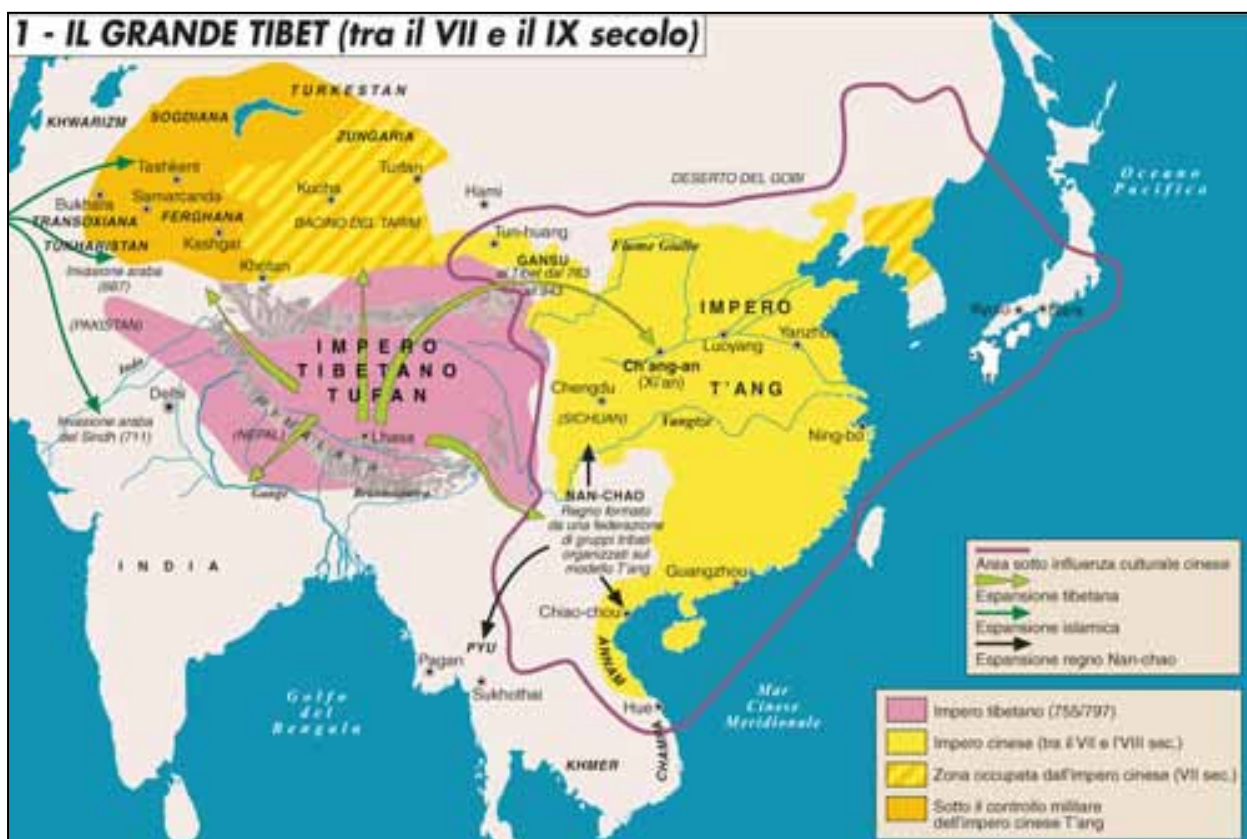 1 - IL GRANDE TIBET (tra il VII e il IX secolo)
TURKESTAN
KHWARIZM
SOGDIANA
ZUNGARIA
Tashkent
Turfan
Kucha
Hami
DESERTO DEL GOBI
Oceano
Pacifico
Bukhara
Samarcanda
TRANSOXIANA
FERGHANA
BACINO DEL TARIM
TUKHARISTAN
Kashgar
Tun-huang
Fiume Giallo
Invasione araba
Khotan
GANSU
al Tibet dal 763
(PAKISTAN)
IMPERO
TIBETANO
TUFAN
IMPERO
T'ANG
Luoyang
Yanzhou
Kyoto
Nara
Ch'ang-an
(Xi'an)
Chengdu
(SICHUAN)
Indo
Delhi
Invasione araba
del Sindh (711)
(NEPAL)
HIMALAYA
Lhasa
Yangtze
Ning-bo
Gange
Brahmaputra
NAN-CHAO
Regno formato
da una federazione
di gruppi tribali
organizzati sul
modello T'ang
INDIA
Guangzhou
Chiao-chou
PYU
ANNAM
Pagan
Sukhothai
Hue
CHAMPA
KHMER
Golfo
del
Bengala
Mar
Cinese
Meridionale
Area sotto influenza culturale cinese
Espansione tibetana
Espansione islamica
Espansione regno Nan-chao
Impero tibetano (755/797)
Impero cinese (tra il VII e l'VIII sec.)
Zona occupata dall'impero cinese (VII sec.)
Sotto il controllo militare
dell'impero cinese T'ang